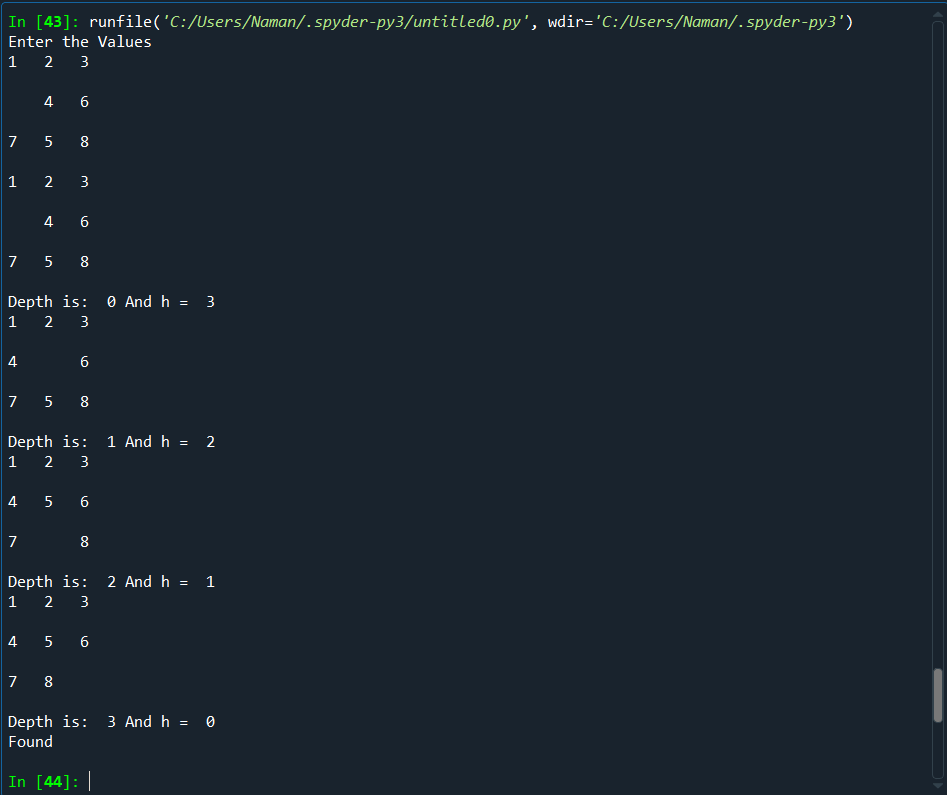 In [43]: runfile('C:/Users/Naman/.spyder-py3/untitled0.py', wdir='C:/Users/Naman/.spyder-py3')
Enter the Values
1   2   3
    4   6
7   5   8
1   2   3
    4   6
7   5   8
Depth is:  0 And h =  3
1   2   3
4       6
7   5   8
Depth is:  1 And h =  2
1   2   3
4   5   6
7       8
Depth is:  2 And h =  1
1   2   3
4   5   6
7   8
Depth is:  3 And h =  0
Found
In [44]: